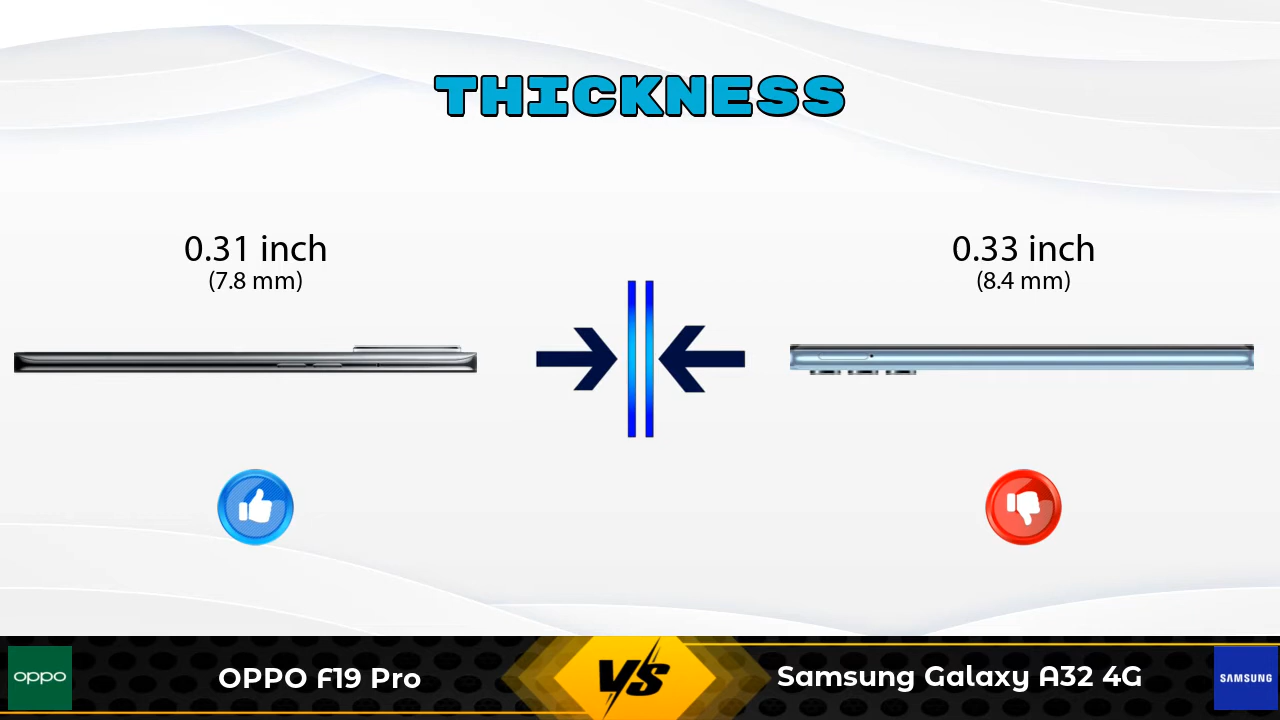 THICKNESS
0.31 inch
(7.8 mm)
0.33 inch
(8.4 mm)
oppo
OPPO F19 Pro
VS
Samsung Galaxy A32 4G
SAMSUNG